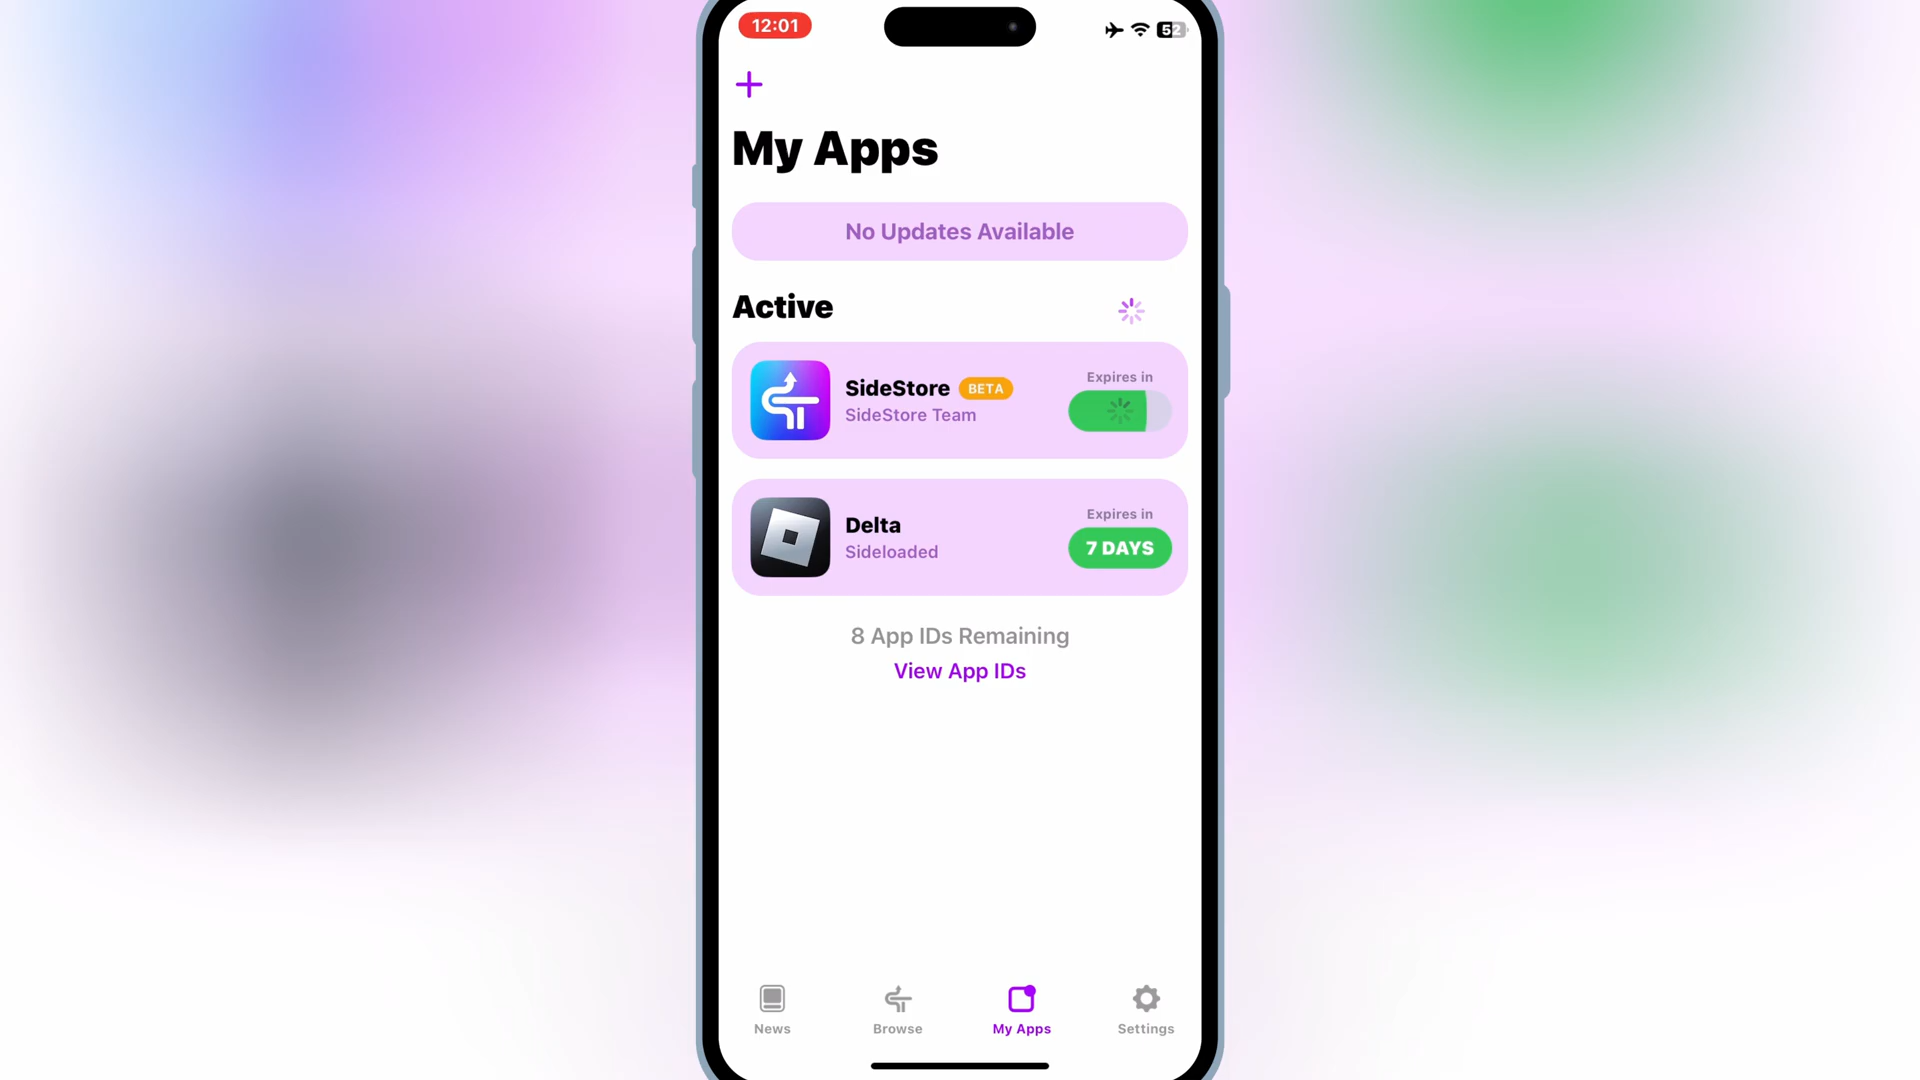 12:01
52
My Apps
No Updates Available
Active
SideStore BETA
SideStore Team
Expires in
Delta
Sideloaded
Expires in
7 DAYS
8 App IDs Remaining
View App IDs
News
Browse
My Apps
Settings